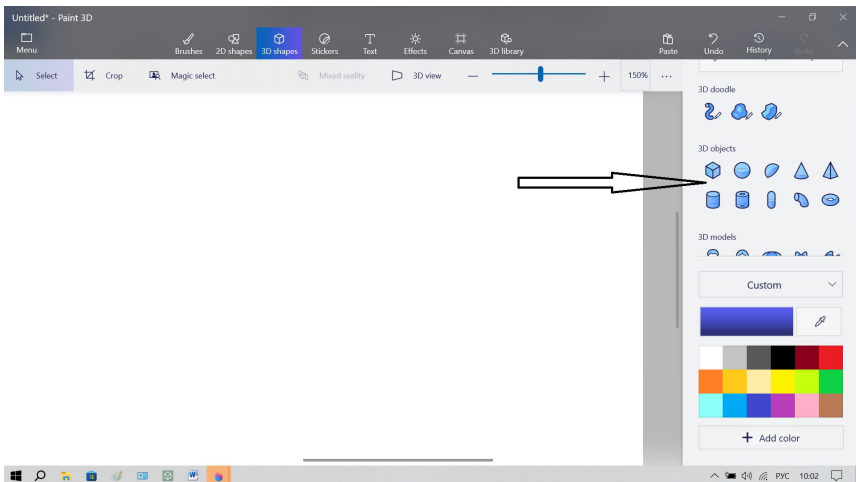 Untitled* - Paint 3D
Menu
Brushes
2D shapes
3D shapes
Stickers
Text
Effects
Canvas
3D library
Paste
Undo
History
Redo
Select
Crop
Magic select
Mixed reality
3D view
150%
3D doodle
3D objects
3D models
Custom
Add color
РУС
10:02